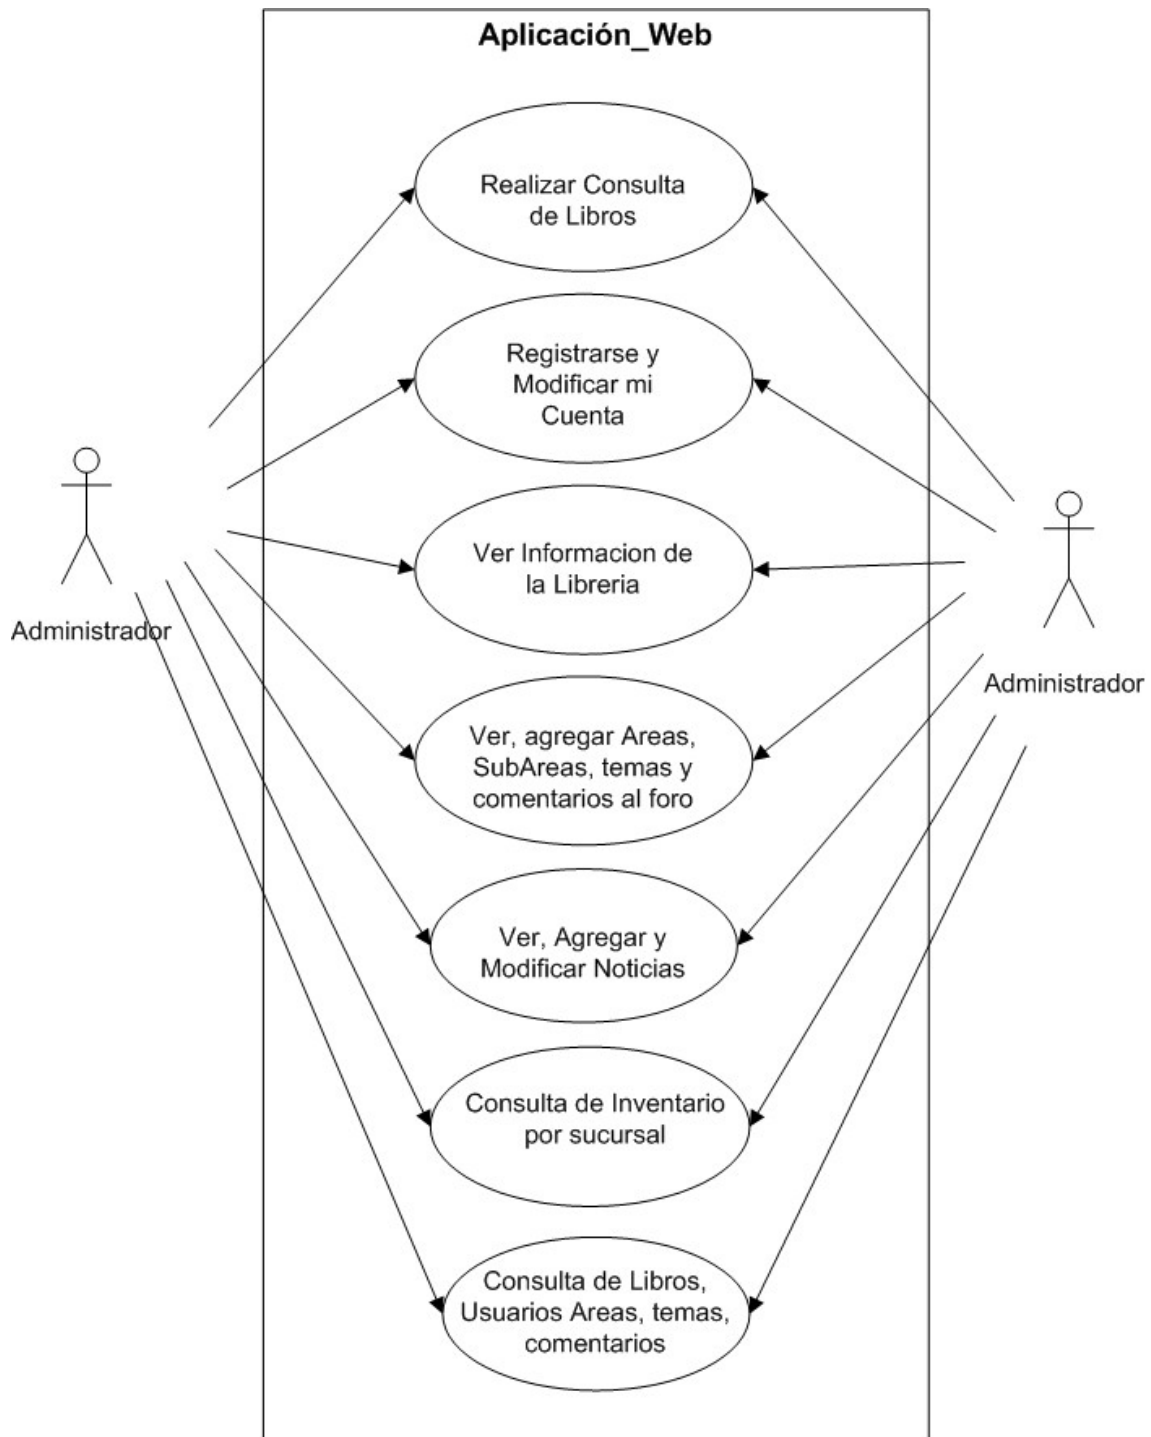 Aplicación_Web
Realizar Consulta
de Libros
Registrarse y
Modificar mi
Cuenta
Ver Informacion de
la Libreria
Administrador
Administrador
Ver, agregar Areas,
SubAreas, temas y
comentarios al foro
Ver, Agregar y
Modificar Noticias
Consulta de Inventario
por sucursal
Consulta de Libros,
Usuarios Areas, temas,
comentarios